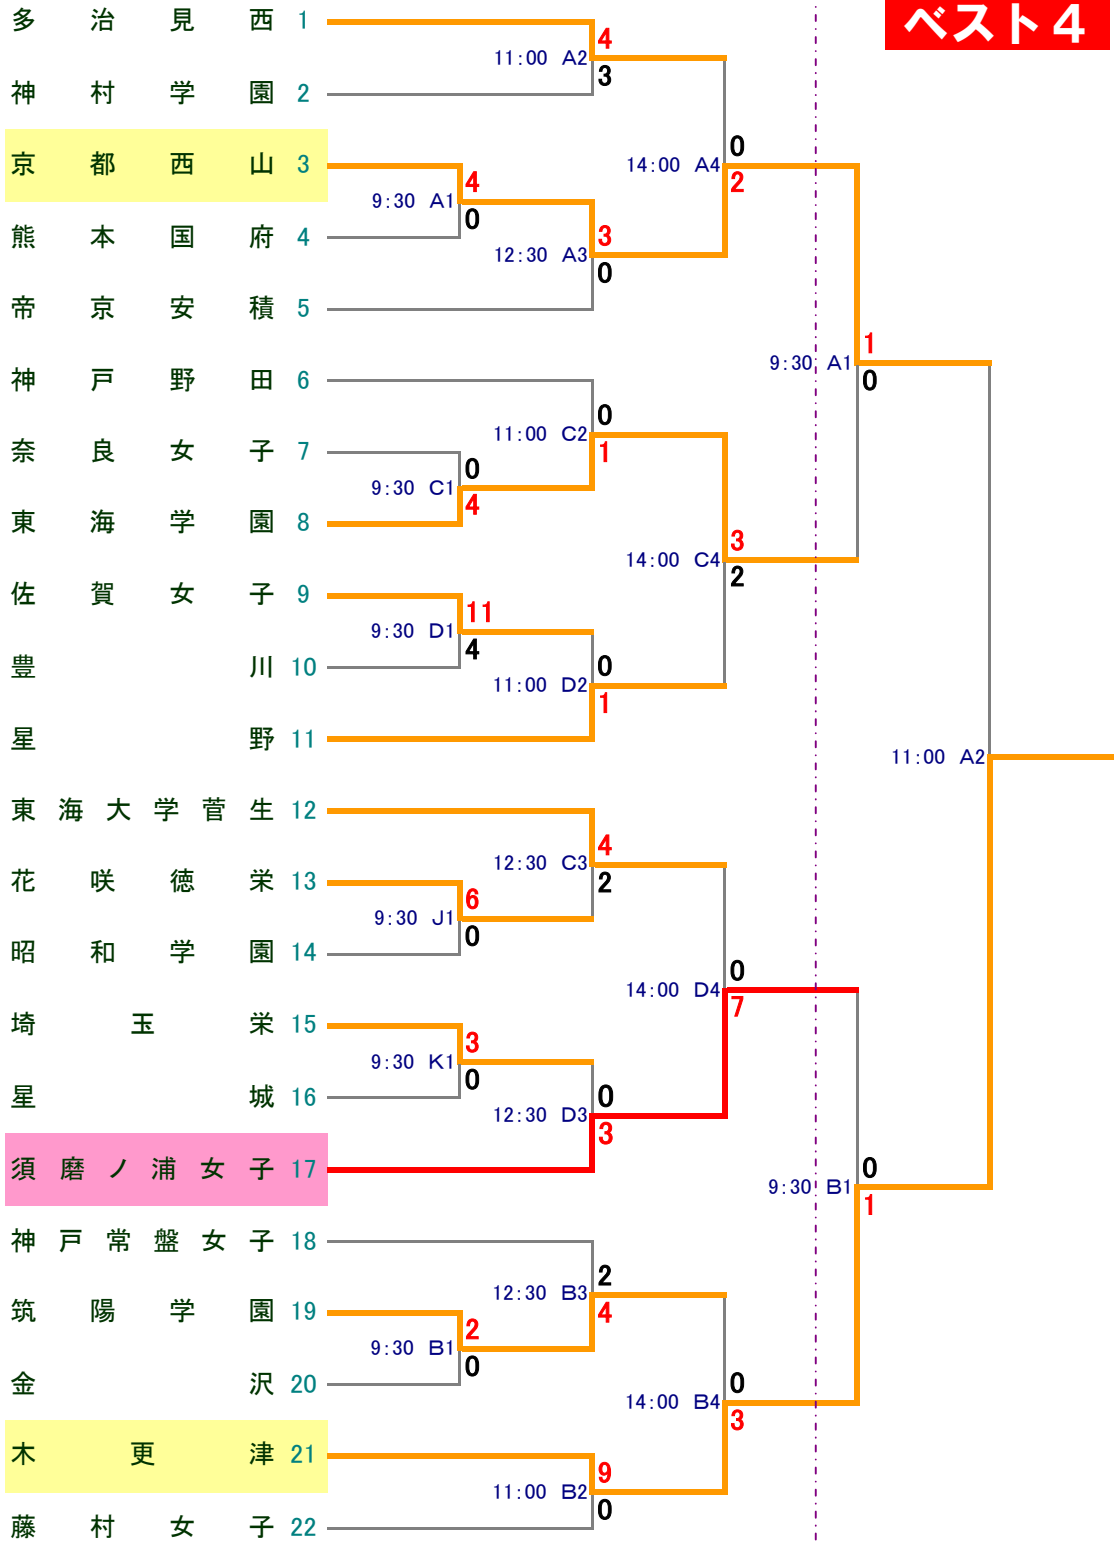 ベスト４
多治見西 1
4
11:00 A2
3
神村学園 2
0
京都西山 3
14:00 A4
4
2
9:30 A1
0
熊本国府 4
3
12:30 A3
0
帝京安積 5
1
9:30 A1
0
神戸野田 6
0
11:00 C2
1
奈良女子 7
0
9:30 C1
4
東海学園 8
3
14:00 C4
2
佐賀女子 9
11
9:30 D1
4
豊川 10
0
11:00 D2
1
星野 11
11:00 A2
東海大学菅生 12
4
12:30 C3
2
花咲徳栄 13
6
9:30 J1
0
昭和学園 14
0
14:00 D4
7
埼玉栄 15
3
9:30 K1
0
星城 16
0
12:30 D3
3
須磨ノ浦女子 17
0
9:30 B1
1
神戸常盤女子 18
2
12:30 B3
4
筑陽学園 19
2
9:30 B1
0
金沢 20
0
14:00 B4
3
木更津 21
9
11:00 B2
0
藤村女子 22